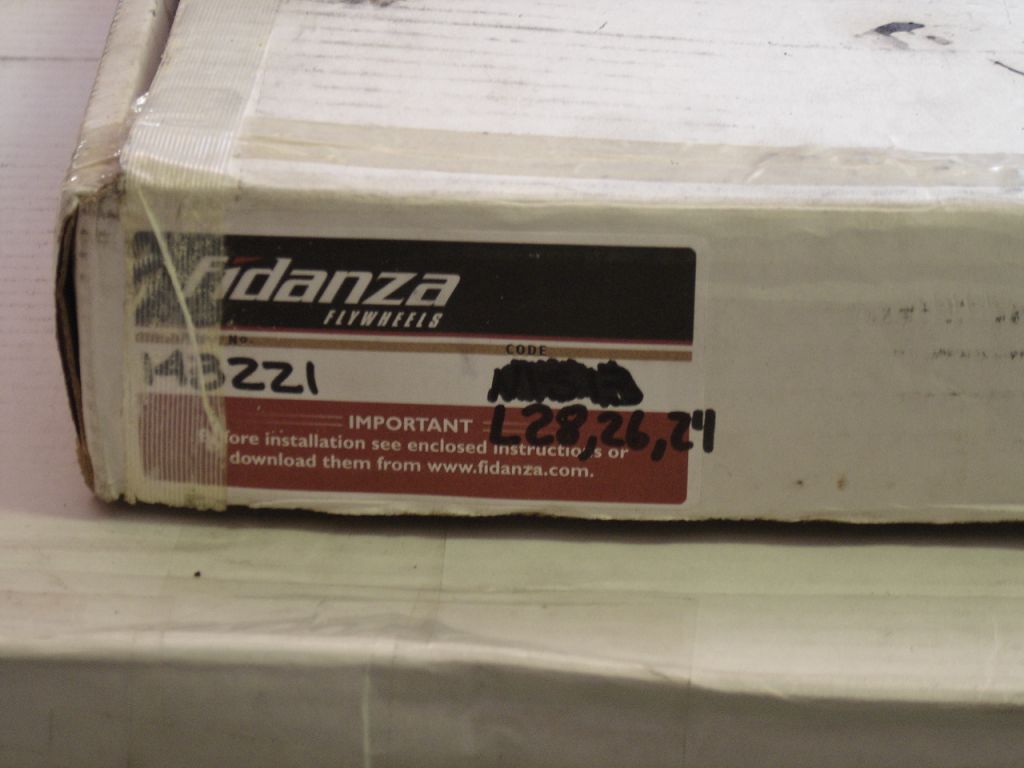 fidanza
FLYWHEELS
No.
CODE
143221
L28,26,24
IMPORTANT
Before installation see enclosed instructions or
download them from www.fidanza.com.